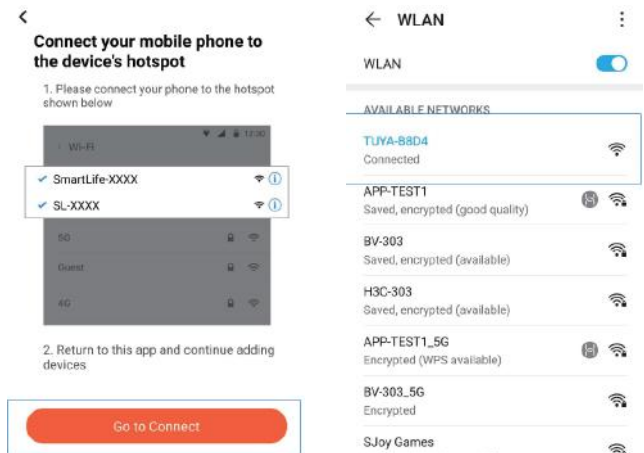 Connect your mobile phone to
the device's hotspot
1. Please connect your phone to the hotspot
shown below
12:00
Wi-Fi
SmartLife-XXXX
SL-XXXX
5G
Guest
4G
2. Return to this app and continue adding
devices
Go to Connect
WLAN
WLAN
AVAILABLE NETWORKS
TUYA-B8D4
Connected
APP-TEST1
Saved, encrypted (good quality)
BV-303
Saved, encrypted (available)
H3C-303
Saved, encrypted (available)
APP-TEST1_5G
Encrypted (WPS available)
BV-303_5G
Encrypted
SJoy Games